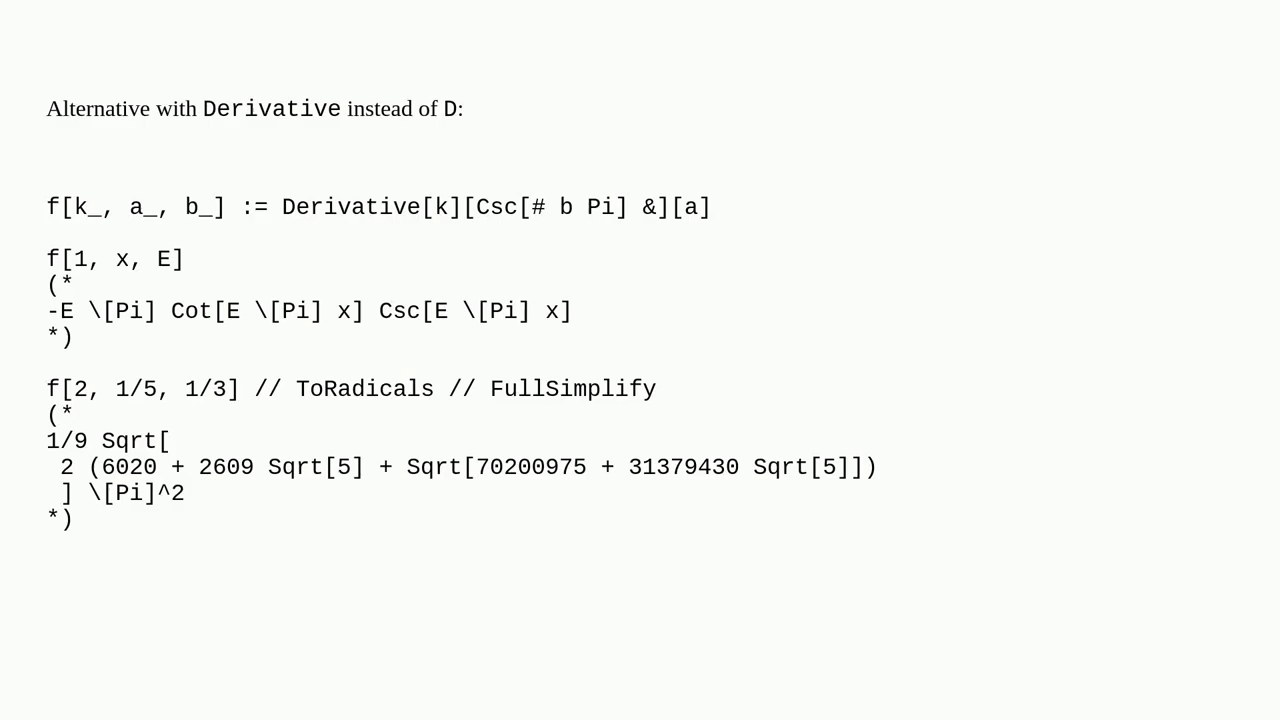 Alternative with Derivative instead of D:
f[k_, a_, b_] := Derivative[k][Csc[# b Pi] &][a]
f[1, x, E]
(*
-E \[Pi] Cot[E \[Pi] x] Csc[E \[Pi] x]
*)
f[2, 1/5, 1/3] // ToRadicals // FullSimplify
(*
1/9 Sqrt[
 2 (6020 + 2609 Sqrt[5] + Sqrt[70200975 + 31379430 Sqrt[5]])
 ] \[Pi]^2
*)